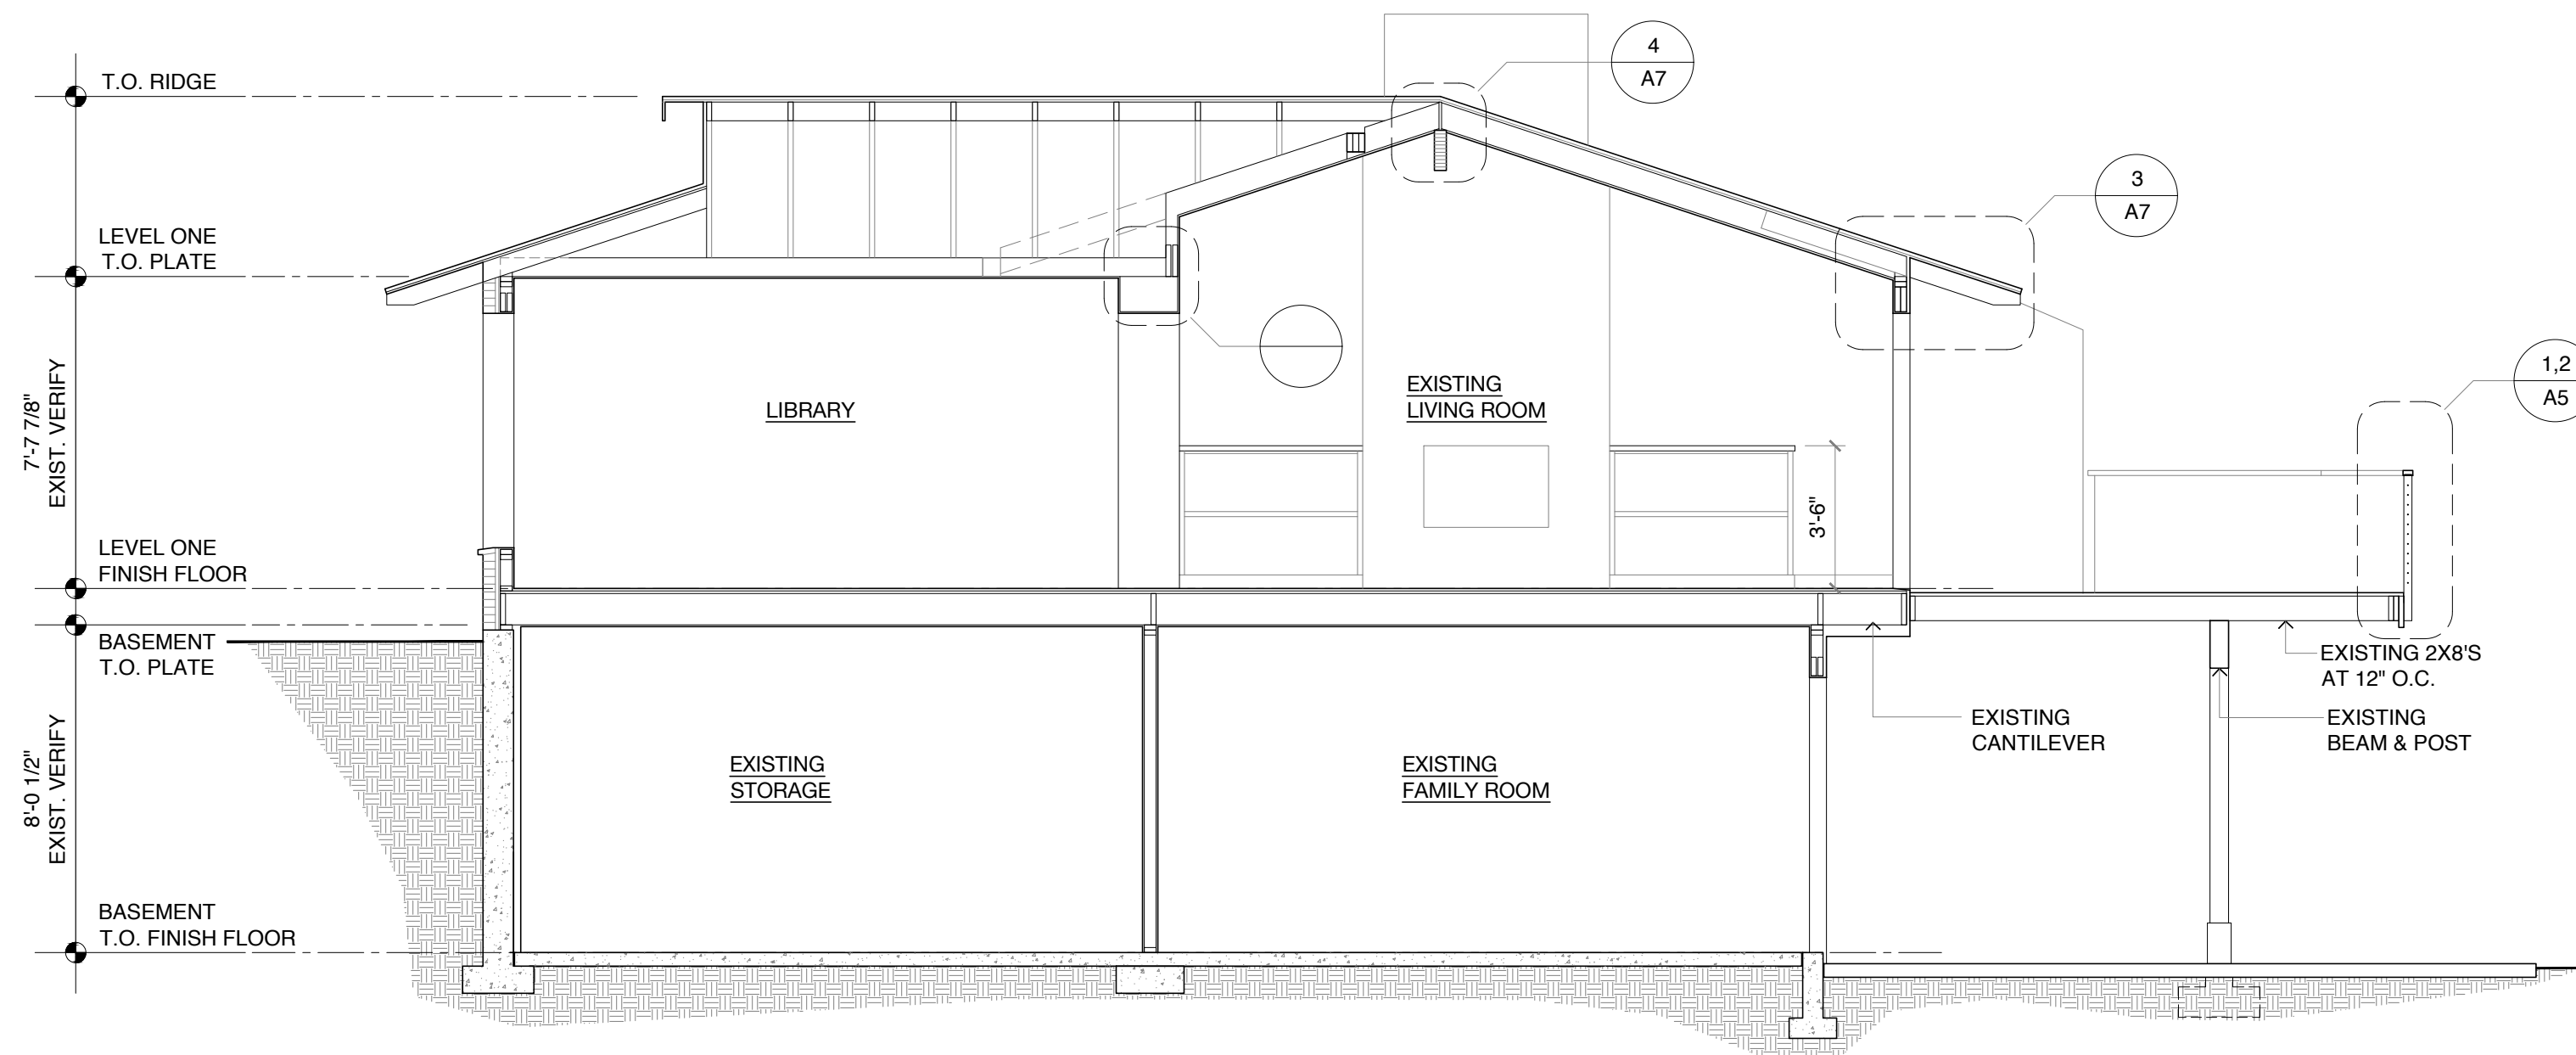 4
A7
T.O. RIDGE
3
A7
LEVEL ONE
T.O. PLATE
1,2
A5
7'-7 7/8"
EXIST. VERIFY
LIBRARY
EXISTING
LIVING ROOM
3'-6"
LEVEL ONE
FINISH FLOOR
BASEMENT
T.O. PLATE
EXISTING 2X8'S
AT 12" O.C.
EXISTING
CANTILEVER
EXISTING
BEAM & POST
8'-0 1/2"
EXIST. VERIFY
EXISTING
STORAGE
EXISTING
FAMILY ROOM
BASEMENT
T.O. FINISH FLOOR